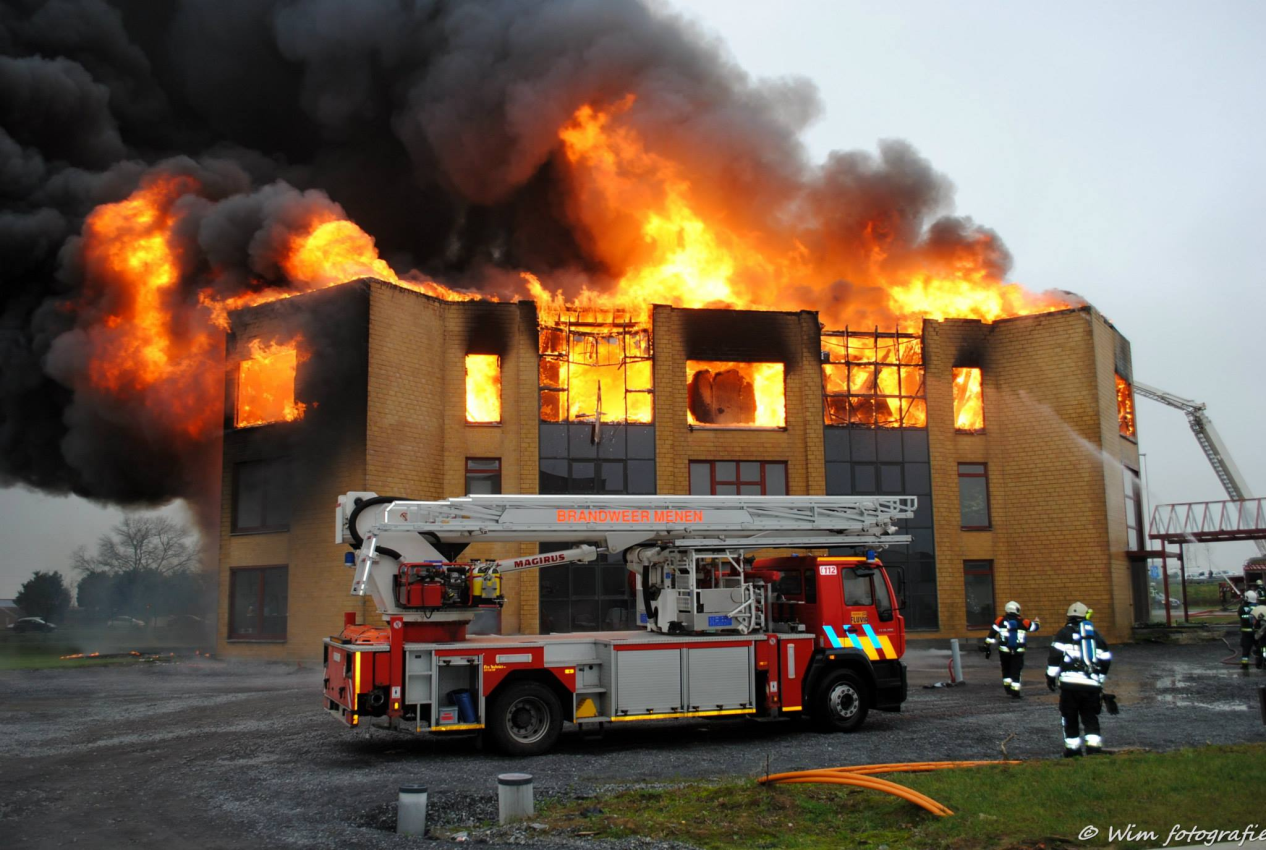 BRANDWEER MENEN
MAGIRUS
112
© Wim fotografie